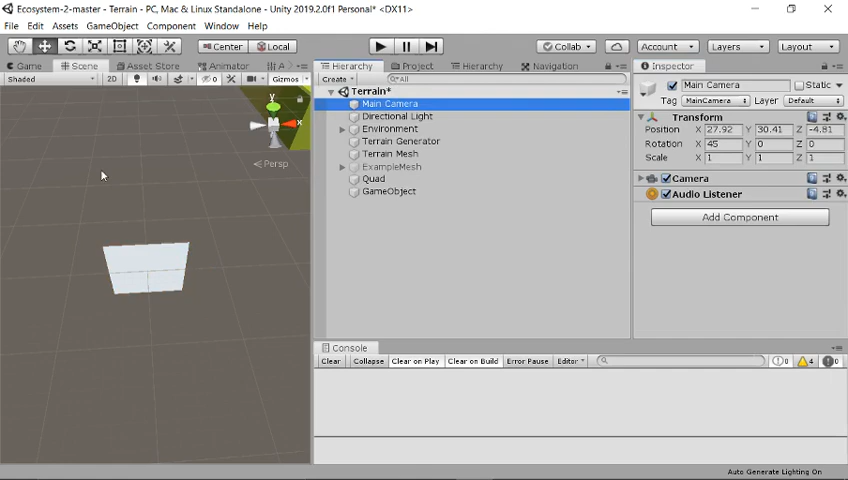 Ecosystem-2-master - Terrain - PC, Mac & Linux Standalone - Unity 2019.2.0f1 Personal* <DX11>
File Edit Assets GameObject Component Window Help
Center Local Collab Account Layers Layout
Game Scene Asset Store Animator A
Shaded 2D 0 Gizmos
y
x
Persp
Hierarchy Project Hierarchy Navigation
Create All
Terrain*
Main Camera
Directional Light
Environment
Terrain Generator
Terrain Mesh
ExampleMesh
Quad
GameObject
Console
Clear Collapse Clear on Play Clear on Build Error Pause Editor 0 4 0
Inspector
Main Camera Static
Tag MainCamera Layer Default
Transform
Position X 27.92 Y 30.41 Z -4.81
Rotation X 45 Y 0 Z 0
Scale X 1 Y 1 Z 1
Camera
Audio Listener
Add Component
Auto Generate Lighting On